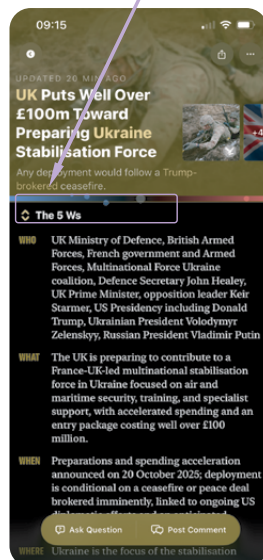 09:15
UPDATED 20 MIN AGO
UK Puts Well Over
£100m Toward
Preparing Ukraine
Stabilisation Force
+4
Any deployment would follow a Trump-
brokered ceasefire.
The 5 Ws
WHO UK Ministry of Defence, British Armed
Forces, French government and Armed
Forces, Multinational Force Ukraine
coalition, Defence Secretary John Healey,
UK Prime Minister, opposition leader Keir
Starmer, US Presidency including Donald
Trump, Ukrainian President Volodymyr
Zelenskyy, Russian President Vladimir Putin
WHAT The UK is preparing to contribute to a
France-UK-led multinational stabilisation
force in Ukraine focused on air and
maritime security, training, and specialist
support, with accelerated spending and an
entry package costing well over £100
million.
WHEN Preparations and spending acceleration
announced on 20 October 2025; deployment
is conditional on a ceasefire or peace deal
brokered imminently, linked to ongoing US
diplomatic efforts and an anticipated
Ask Question
Post Comment
WHERE Ukraine is the focus of the stabilisation